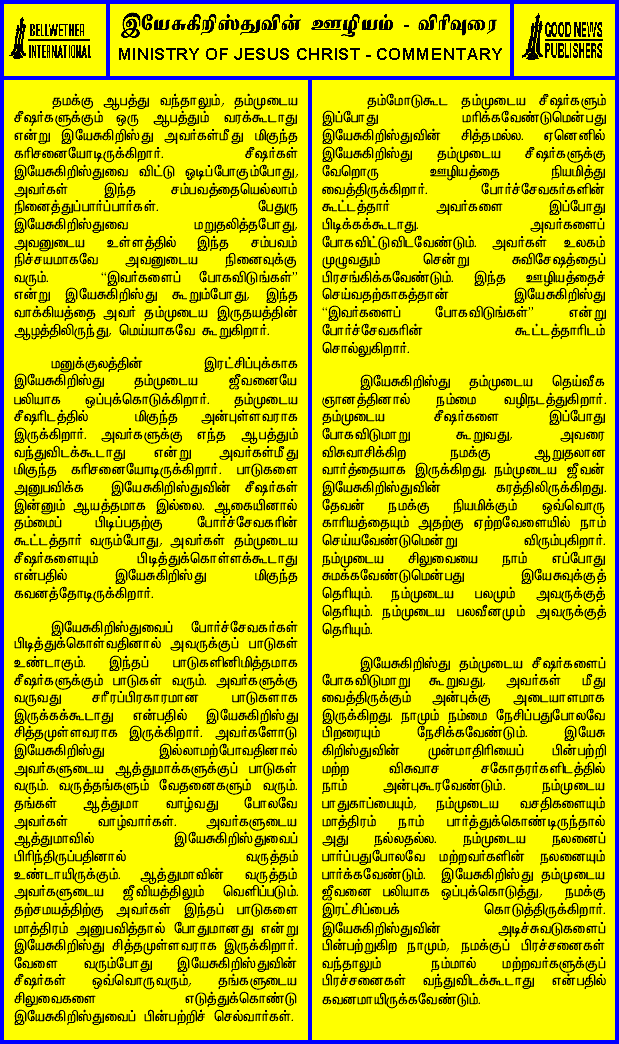 BELLWETHER
INTERNATIONAL
இயேசுகிறிஸ்துவின் ஊழியம் - விரிவுரை
MINISTRY OF JESUS CHRIST - COMMENTARY
GOOD NEWS
PUBLISHERS
தமக்கு ஆபத்து வந்தாலும், தம்முடைய
சீஷர்களுக்கும் ஒரு ஆபத்தும் வரக்கூடாது
என்று இயேசுகிறிஸ்து அவர்கள்மீது மிகுந்த
கரிசனையோடிருக்கிறார். சீஷர்கள்
இயேசுகிறிஸ்துவை விட்டு ஓடிப்போகும்போது,
அவர்கள் இந்த சம்பவத்தையெல்லாம்
நினைத்துப்பார்ப்பார்கள். பேதுரு
இயேசுகிறிஸ்துவை மறுதலித்தபோது,
அவனுடைய உள்ளத்தில் இந்த சம்பவம்
நிச்சயமாகவே அவனுடைய நினைவுக்கு
வரும். “இவர்களைப் போகவிடுங்கள்”
என்று இயேசுகிறிஸ்து கூறும்போது, இந்த
வாக்கியத்தை அவர் தம்முடைய இருதயத்தின்
ஆழத்திலிருந்து, மெய்யாகவே கூறுகிறார்.
மனுக்குலத்தின் இரட்சிப்புக்காக
இயேசுகிறிஸ்து தம்முடைய ஜீவனையே
பலியாக ஒப்புக்கொடுக்கிறார். தம்முடைய
சீஷரிடத்தில் மிகுந்த அன்புள்ளவராக
இருக்கிறார். அவர்களுக்கு எந்த ஆபத்தும்
வந்துவிடக்கூடாது என்று அவர்கள்மீது
மிகுந்த கரிசனையோடிருக்கிறார். பாடுகளை
அனுபவிக்க இயேசுகிறிஸ்துவின் சீஷர்கள்
இன்னும் ஆயத்தமாக இல்லை. ஆகையினால்
தம்மைப் பிடிப்பதற்கு போர்ச்சேவகரின்
கூட்டத்தார் வரும்போது, அவர்கள் தம்முடைய
சீஷர்களையும் பிடித்துக்கொள்ளக்கூடாது
என்பதில் இயேசுகிறிஸ்து மிகுந்த
கவனத்தோடிருக்கிறார்.
இயேசுகிறிஸ்துவைப் போர்ச்சேவகர்கள்
பிடித்துக்கொள்வதினால் அவருக்குப் பாடுகள்
உண்டாகும். இந்தப் பாடுகளினிமித்தமாக
சீஷர்களுக்கும் பாடுகள் வரும். அவர்களுக்கு
வருவது சரீரப்பிரகாரமான பாடுகளாக
இருக்கக்கூடாது என்பதில் இயேசுகிறிஸ்து
சித்தமுள்ளவராக இருக்கிறார். அவர்களோடு
இயேசுகிறிஸ்து இல்லாமற்போவதினால்
அவர்களுடைய ஆத்துமாக்களுக்குப் பாடுகள்
வரும். வருத்தங்களும் வேதனைகளும் வரும்.
தங்கள் ஆத்துமா வாழ்வது போலவே
அவர்கள் வாழ்வார்கள். அவர்களுடைய
ஆத்துமாவில் இயேசுகிறிஸ்துவைப்
பிரிந்திருப்பதினால் வருத்தம்
உண்டாயிருக்கும். ஆத்துமாவின் வருத்தம்
அவர்களுடைய ஜீவியத்திலும் வெளிப்படும்.
தற்சமயத்திற்கு அவர்கள் இந்தப் பாடுகளை
மாத்திரம் அனுபவித்தால் போதுமானது என்று
இயேசுகிறிஸ்து சித்தமுள்ளவராக இருக்கிறார்.
வேளை வரும்போது இயேசுகிறிஸ்துவின்
சீஷர்கள் ஒவ்வொருவரும், தங்களுடைய
சிலுவைகளை எடுத்துக்கொண்டு
இயேசுகிறிஸ்துவைப் பின்பற்றிச் செல்வார்கள்.
தம்மோடுகூட தம்முடைய சீஷர்களும்
இப்போது மரிக்கவேண்டுமென்பது
இயேசுகிறிஸ்துவின் சித்தமல்ல. ஏனெனில்
இயேசுகிறிஸ்து தம்முடைய சீஷர்களுக்கு
வேறொரு ஊழியத்தை நியமித்து
வைத்திருக்கிறார். போர்ச்சேவகர்களின்
கூட்டத்தார் அவர்களை இப்போது
பிடிக்கக்கூடாது. அவர்களைப்
போகவிட்டுவிடவேண்டும். அவர்கள் உலகம்
முழுவதும் சென்று சுவிசேஷத்தைப்
பிரசங்கிக்கவேண்டும். இந்த ஊழியத்தைச்
செய்வதற்காகத்தான் இயேசுகிறிஸ்து
“இவர்களைப் போகவிடுங்கள்” என்று
போர்ச்சேவகரின் கூட்டத்தாரிடம்
சொல்லுகிறார்.
இயேசுகிறிஸ்து தம்முடைய தெய்வீக
ஞானத்தினால் நம்மை வழிநடத்துகிறார்.
தம்முடைய சீஷர்களை இப்போது
போகவிடுமாறு கூறுவது, அவரை
விசுவாசிக்கிற நமக்கு ஆறுதலான
வார்த்தையாக இருக்கிறது. நம்முடைய ஜீவன்
இயேசுகிறிஸ்துவின் கரத்திலிருக்கிறது.
தேவன் நமக்கு நியமிக்கும் ஒவ்வொரு
காரியத்தையும் அதற்கு ஏற்றவேளையில் நாம்
செய்யவேண்டுமென்று விரும்புகிறார்.
நம்முடைய சிலுவையை நாம் எப்போது
சுமக்கவேண்டுமென்பது இயேசுவுக்குத்
தெரியும். நம்முடைய பலமும் அவருக்குத்
தெரியும். நம்முடைய பலவீனமும் அவருக்குத்
தெரியும்.
இயேசுகிறிஸ்து தம்முடைய சீஷர்களைப்
போகவிடுமாறு கூறுவது, அவர்கள் மீது
வைத்திருக்கும் அன்புக்கு அடையாளமாக
இருக்கிறது. நாமும் நம்மை நேசிப்பதுபோலவே
பிறரையும் நேசிக்கவேண்டும். இயேசு
கிறிஸ்துவின் முன்மாதிரியைப் பின்பற்றி
மற்ற விசுவாச சகோதரர்களிடத்தில்
நாம் அன்புகூரவேண்டும். நம்முடைய
பாதுகாப்பையும், நம்முடைய வசதிகளையும்
மாத்திரம் நாம் பார்த்துக்கொண்டிருந்தால்
அது நல்லதல்ல. நம்முடைய நலனைப்
பார்ப்பதுபோலவே மற்றவர்களின் நலனையும்
பார்க்கவேண்டும். இயேசுகிறிஸ்து தம்முடைய
ஜீவனை பலியாக ஒப்புக்கொடுத்து, நமக்கு
இரட்சிப்பைக் கொடுத்திருக்கிறார்.
இயேசுகிறிஸ்துவின் அடிச்சுவடுகளைப்
பின்பற்றுகிற நாமும், நமக்குப் பிரச்சனைகள்
வந்தாலும் நம்மால் மற்றவர்களுக்குப்
பிரச்சனைகள் வந்துவிடக்கூடாது என்பதில்
கவனமாயிருக்கவேண்டும்.